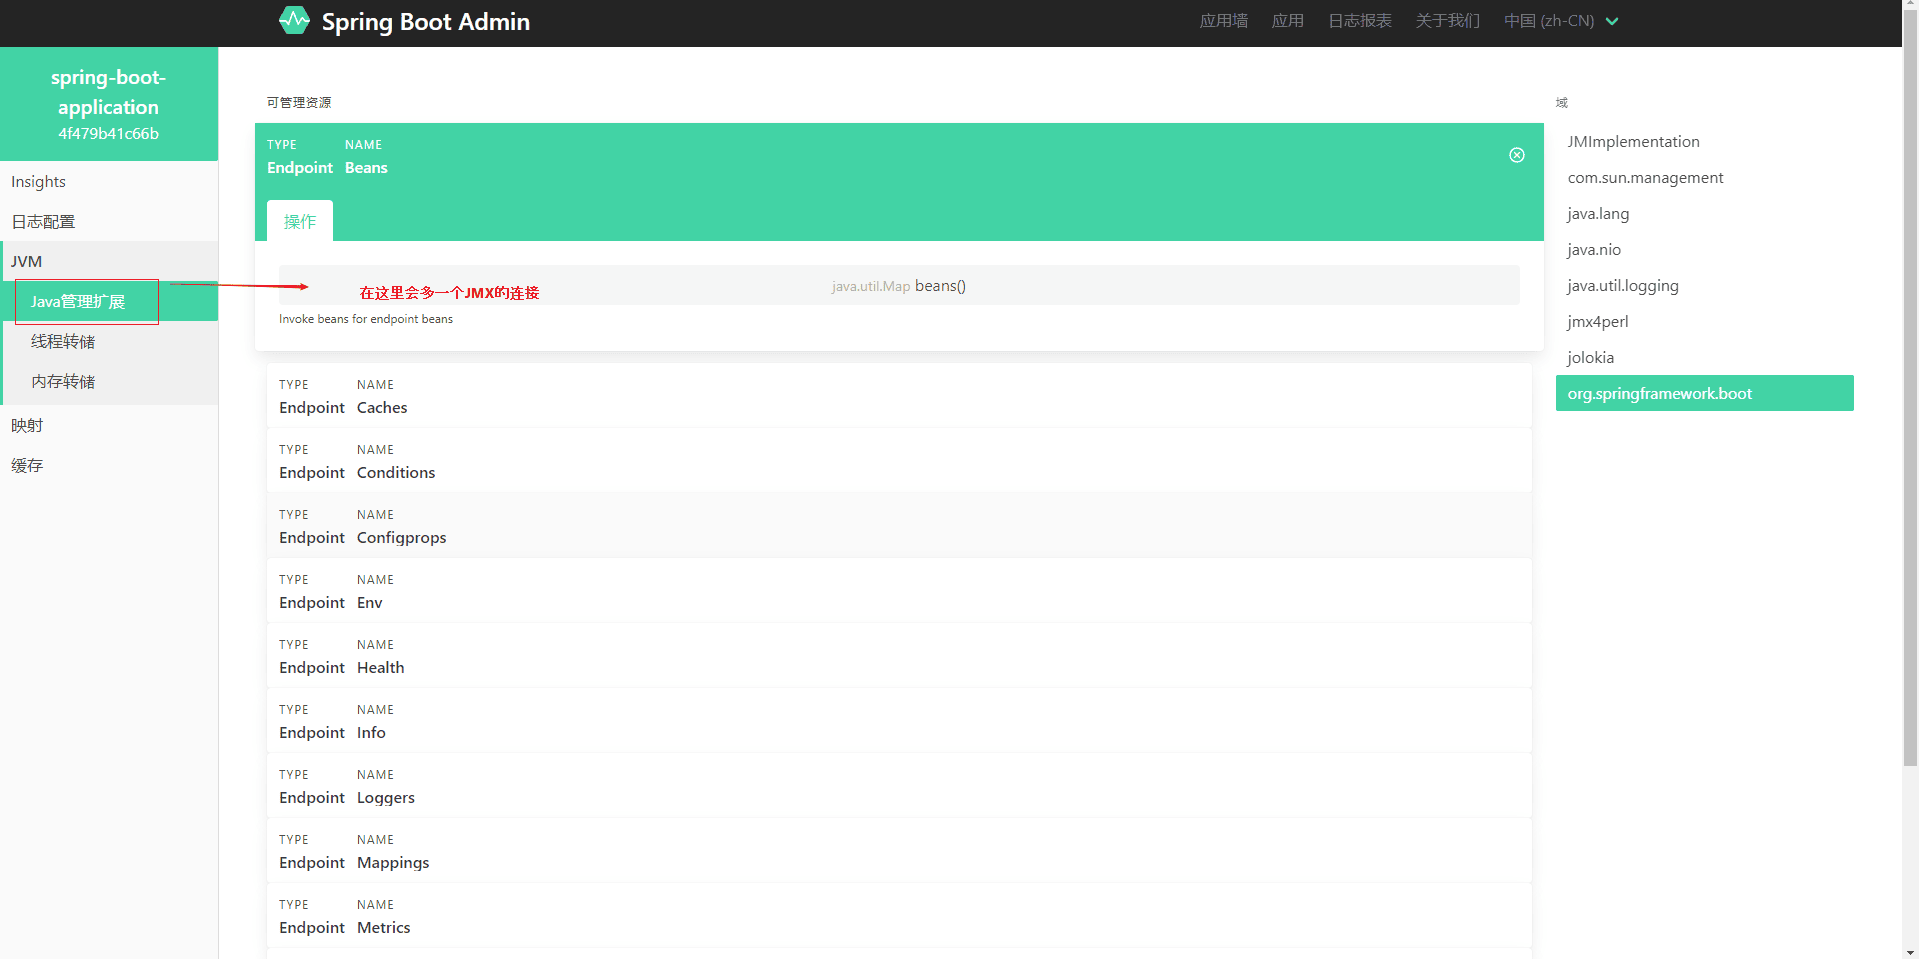 Spring Boot Admin
应用墙 应用 日志报表 关于我们 中国 (zh-CN)
spring-boot-
application
4f479b41c66b
Insights
日志配置
JVM
Java管理扩展
线程转储
内存转储
映射
缓存
可管理资源
TYPE NAME
Endpoint Beans
操作
在这里会多一个JMX的连接
java.util.Map beans()
Invoke beans for endpoint beans
TYPE NAME
Endpoint Caches
TYPE NAME
Endpoint Conditions
TYPE NAME
Endpoint Configprops
TYPE NAME
Endpoint Env
TYPE NAME
Endpoint Health
TYPE NAME
Endpoint Info
TYPE NAME
Endpoint Loggers
TYPE NAME
Endpoint Mappings
TYPE NAME
Endpoint Metrics
域
JMImplementation
com.sun.management
java.lang
java.nio
java.util.logging
jmx4perl
jolokia
org.springframework.boot